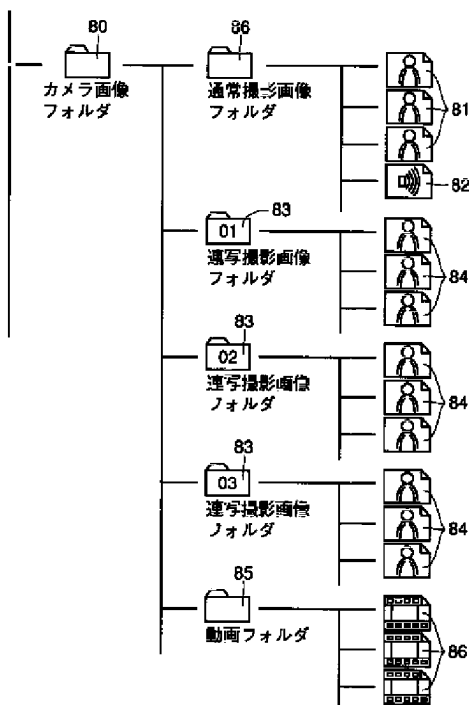 80
カメラ画像
フォルダ
86
通常撮影画像
フォルダ
81
82
83
01
連写撮影画像
フォルダ
84
83
02
連写撮影画像
フォルダ
84
83
03
連写撮影画像
フォルダ
84
85
動画フォルダ
86